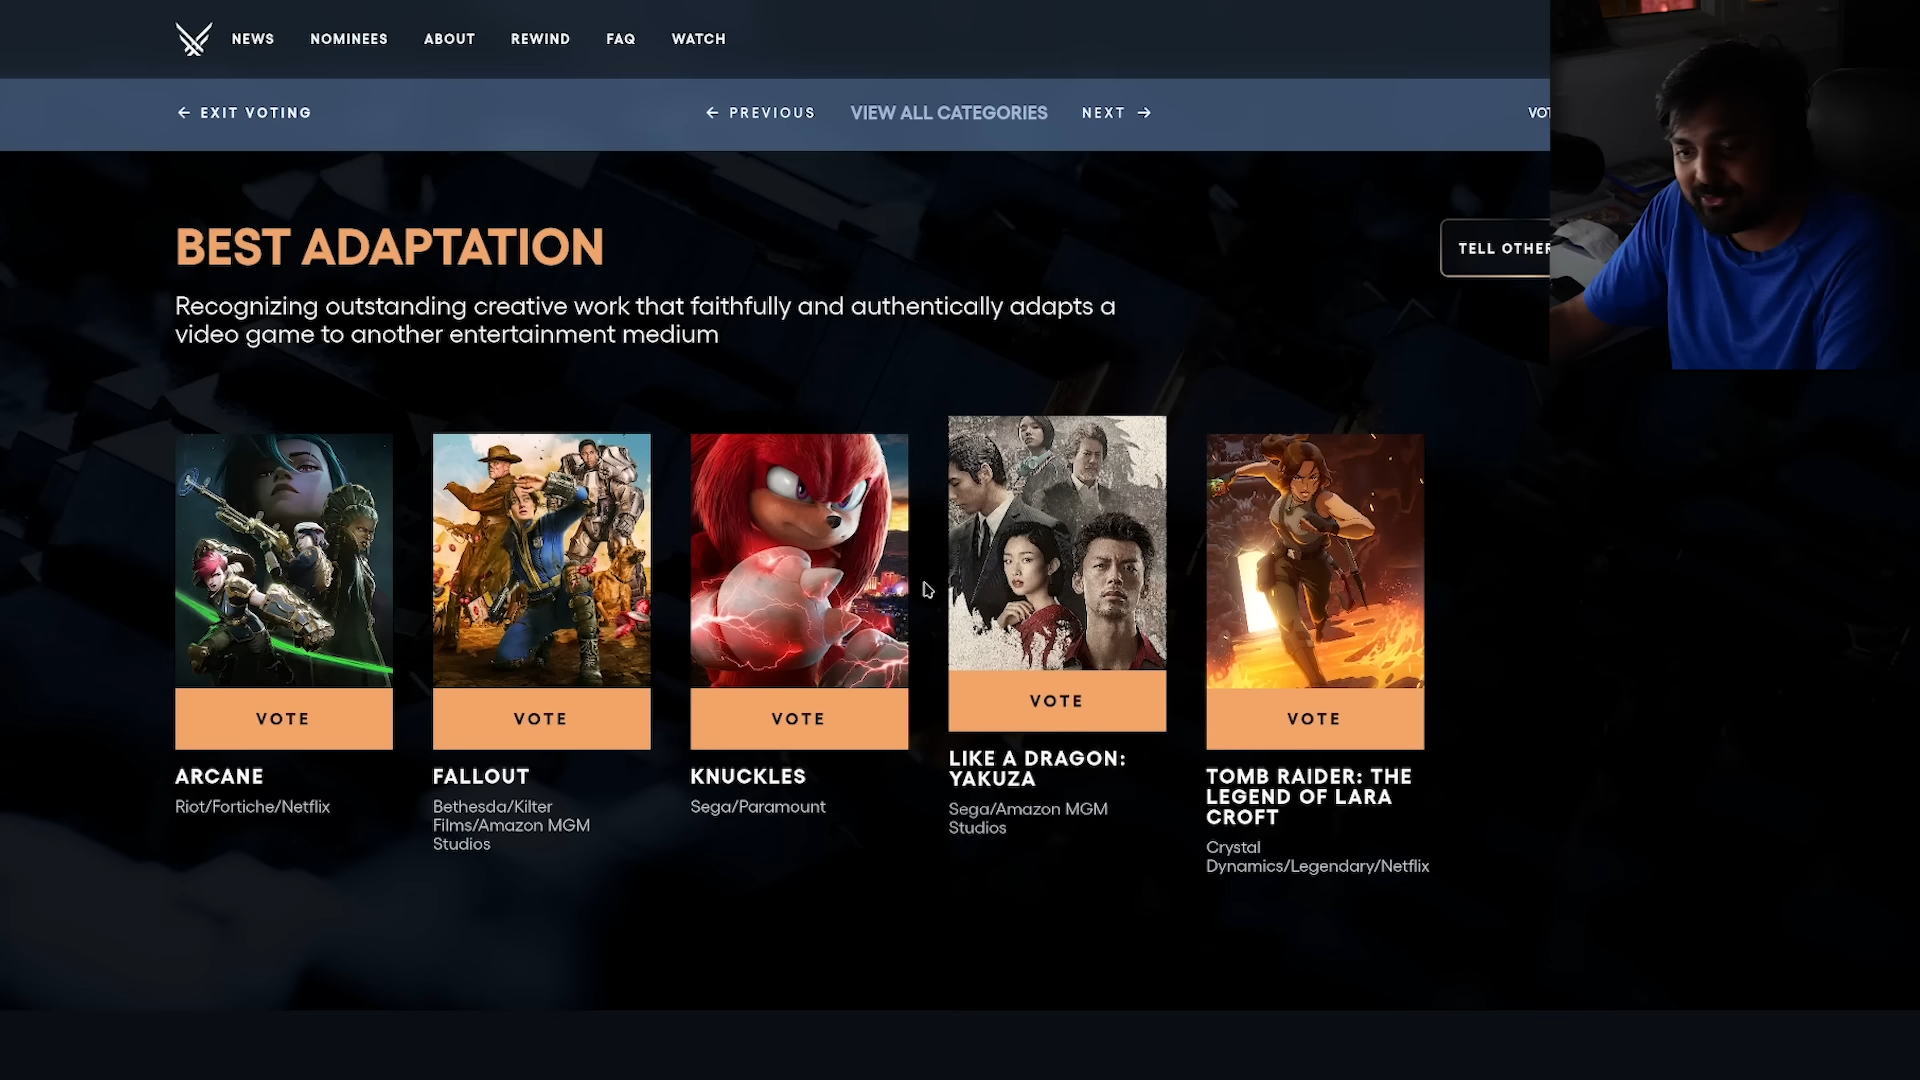 NEWS NOMINEES ABOUT REWIND FAQ WATCH
← EXIT VOTING ← PREVIOUS VIEW ALL CATEGORIES NEXT → VOT
BEST ADAPTATION
TELL OTHER
Recognizing outstanding creative work that faithfully and authentically adapts a
video game to another entertainment medium
VOTE
ARCANE
Riot/Fortiche/Netflix
VOTE
FALLOUT
Bethesda/Kilter
Films/Amazon MGM
Studios
VOTE
KNUCKLES
Sega/Paramount
VOTE
LIKE A DRAGON:
YAKUZA
Sega/Amazon MGM
Studios
VOTE
TOMB RAIDER: THE
LEGEND OF LARA
CROFT
Crystal
Dynamics/Legendary/Netflix